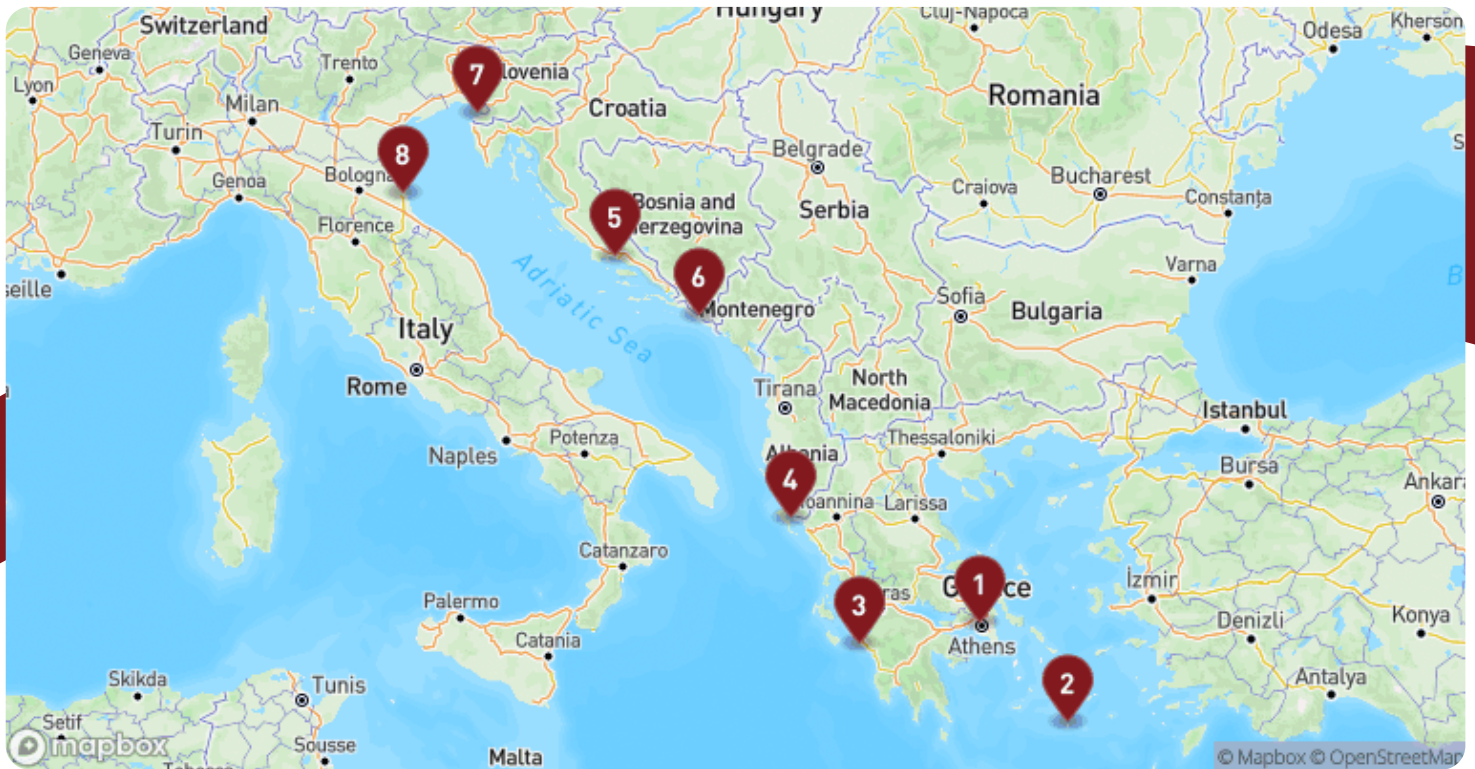 Hungary
Cluj-Napoca
Kherson
Switzerland
Odesa
Geneva
Trento
7
lovenia
Lyon
Milan
Croatia
Romania
Turin
Belgrade
8
Bologna
Genoa
Bucharest
Craiova
Constanța
5
Bosnia and
erzegovina
Serbia
Florence
Adriatic Sea
6
Varna
seille
Sofia
Montenegro
Bulgaria
Italy
Rome
Tirana
North
Macedonia
Istanbul
Naples
Potenza
Thessaloniki
Albania
Bursa
4
Ankara
oannina
Larissa
Catanzaro
1
Greece
İzmir
3
ras
Palermo
Konya
Denizli
Catania
Athens
2
Skikda
Tunis
Antalya
Setif
mapbox
Sousse
Malta
© Mapbox © OpenStreetMap